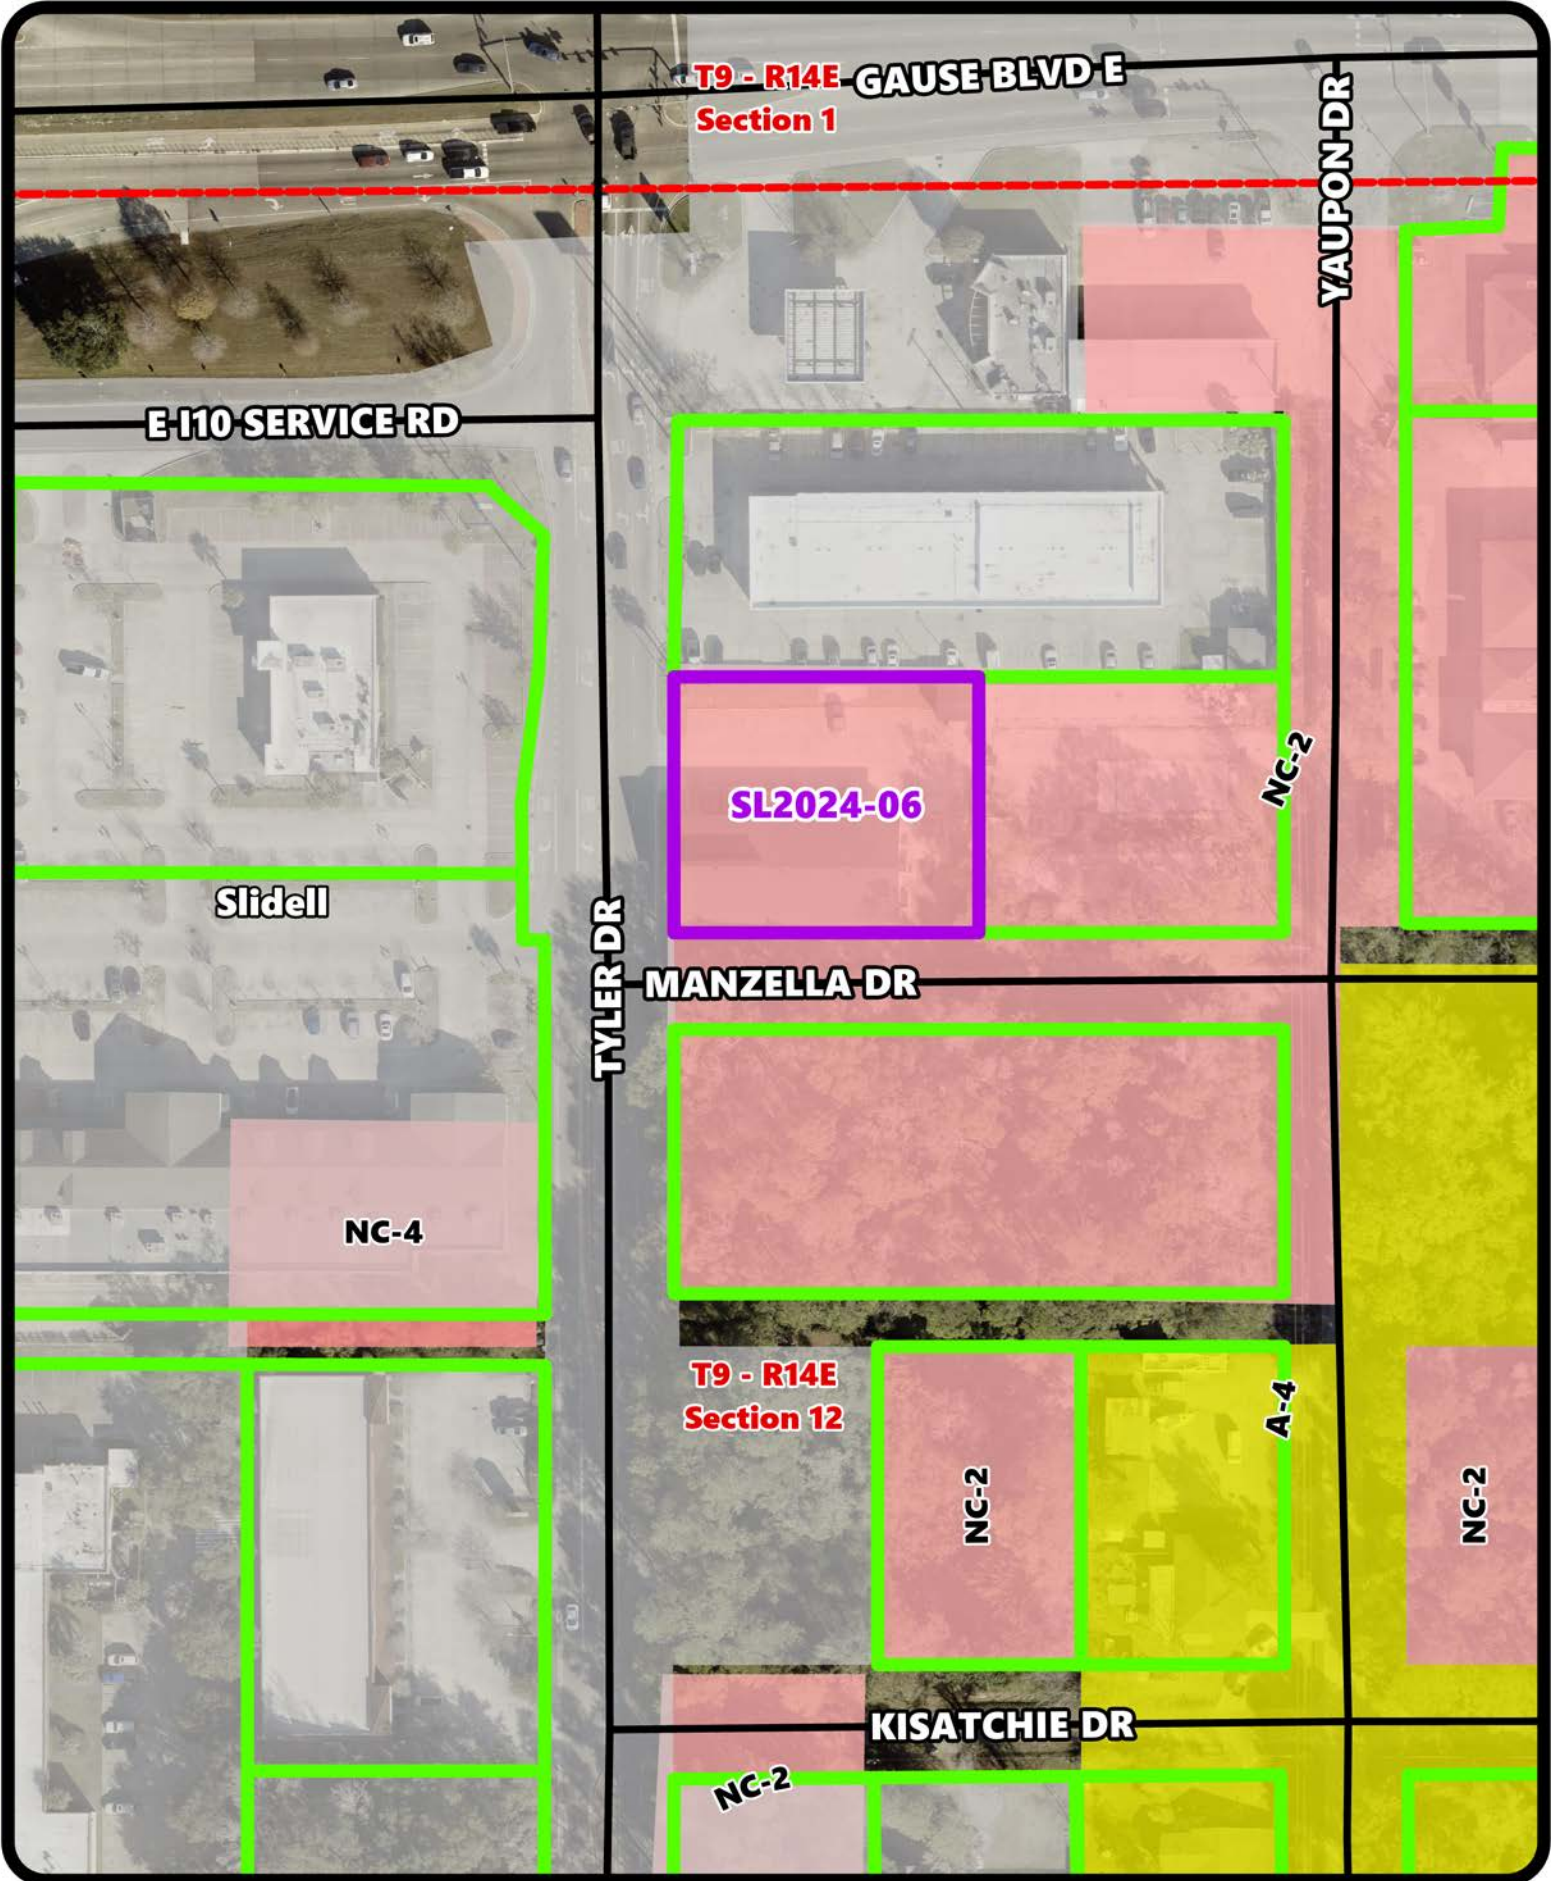 T9 - R14E
Section 1
GAUSE BLVD E
YAUPON DR
E I10 SERVICE RD
NC-2
SL2024-06
Slidell
TYLER DR
MANZELLA DR
NC-4
T9 - R14E
Section 12
A-4
NC-2
NC-2
KISATCHIE DR
NC-2